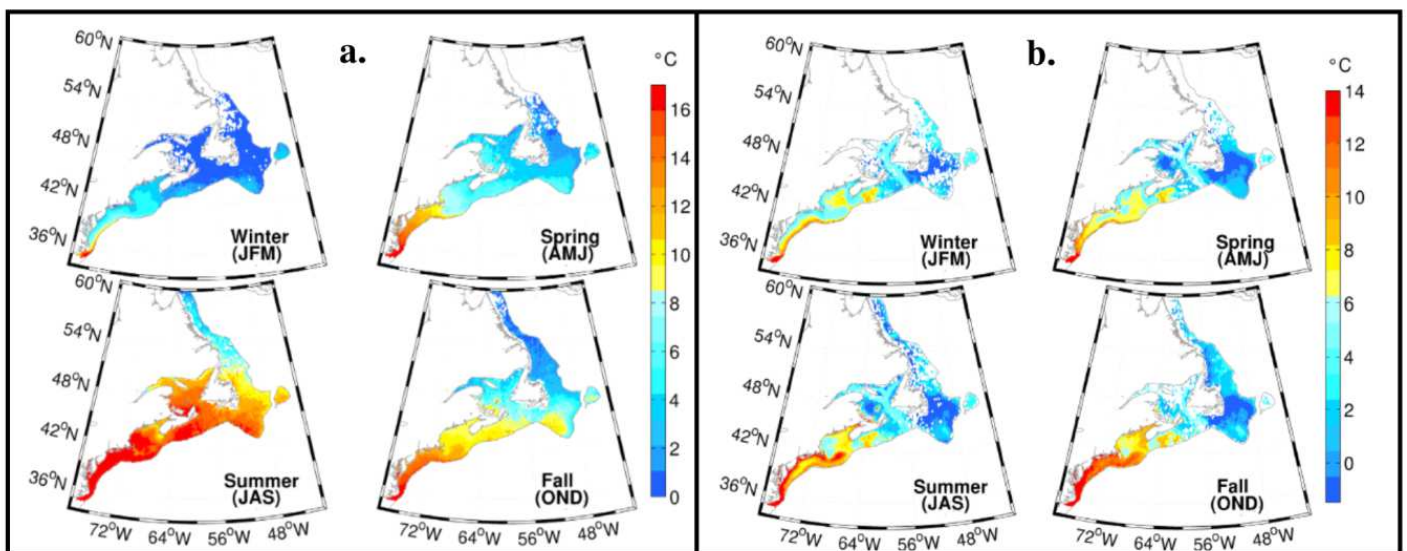 a.
b.
°C
°C
60°N
54°N
48°N
42°N
36°N
Winter
(JFM)
Spring
(AMJ)
60°N
54°N
48°N
42°N
36°N
Winter
(JFM)
Spring
(AMJ)
16
14
12
10
8
6
4
2
0
14
12
10
8
6
4
2
0
60°N
54°N
48°N
42°N
36°N
Summer
(JAS)
Fall
(OND)
72°W 64°W 56°W 48°W
72°W 64°W 56°W 48°W
60°N
54°N
48°N
42°N
36°N
Summer
(JAS)
Fall
(OND)
72°W 64°W 56°W 48°W
72°W 64°W 56°W 48°W